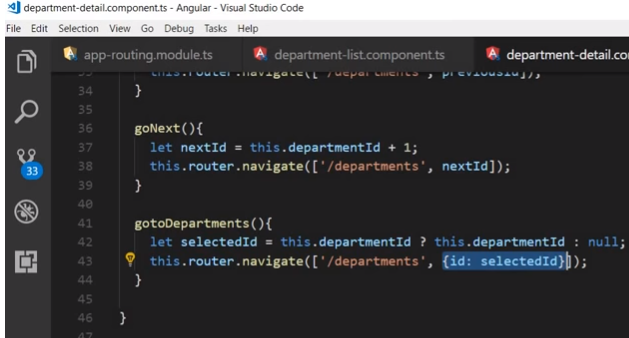 department-detail.component.ts - Angular - Visual Studio Code
File Edit Selection View Go Debug Tasks Help
app-routing.module.ts department-list.component.ts department-detail.co
33 this.router.navigate(['/departments', previousId]);
34 }
35
36 goNext(){
37 let nextId = this.departmentId + 1;
38 this.router.navigate(['/departments', nextId]);
39 }
40
41 gotoDepartments(){
42 let selectedId = this.departmentId ? this.departmentId : null;
43 this.router.navigate(['/departments', {id: selectedId}]);
44 }
45
46 }
47
33